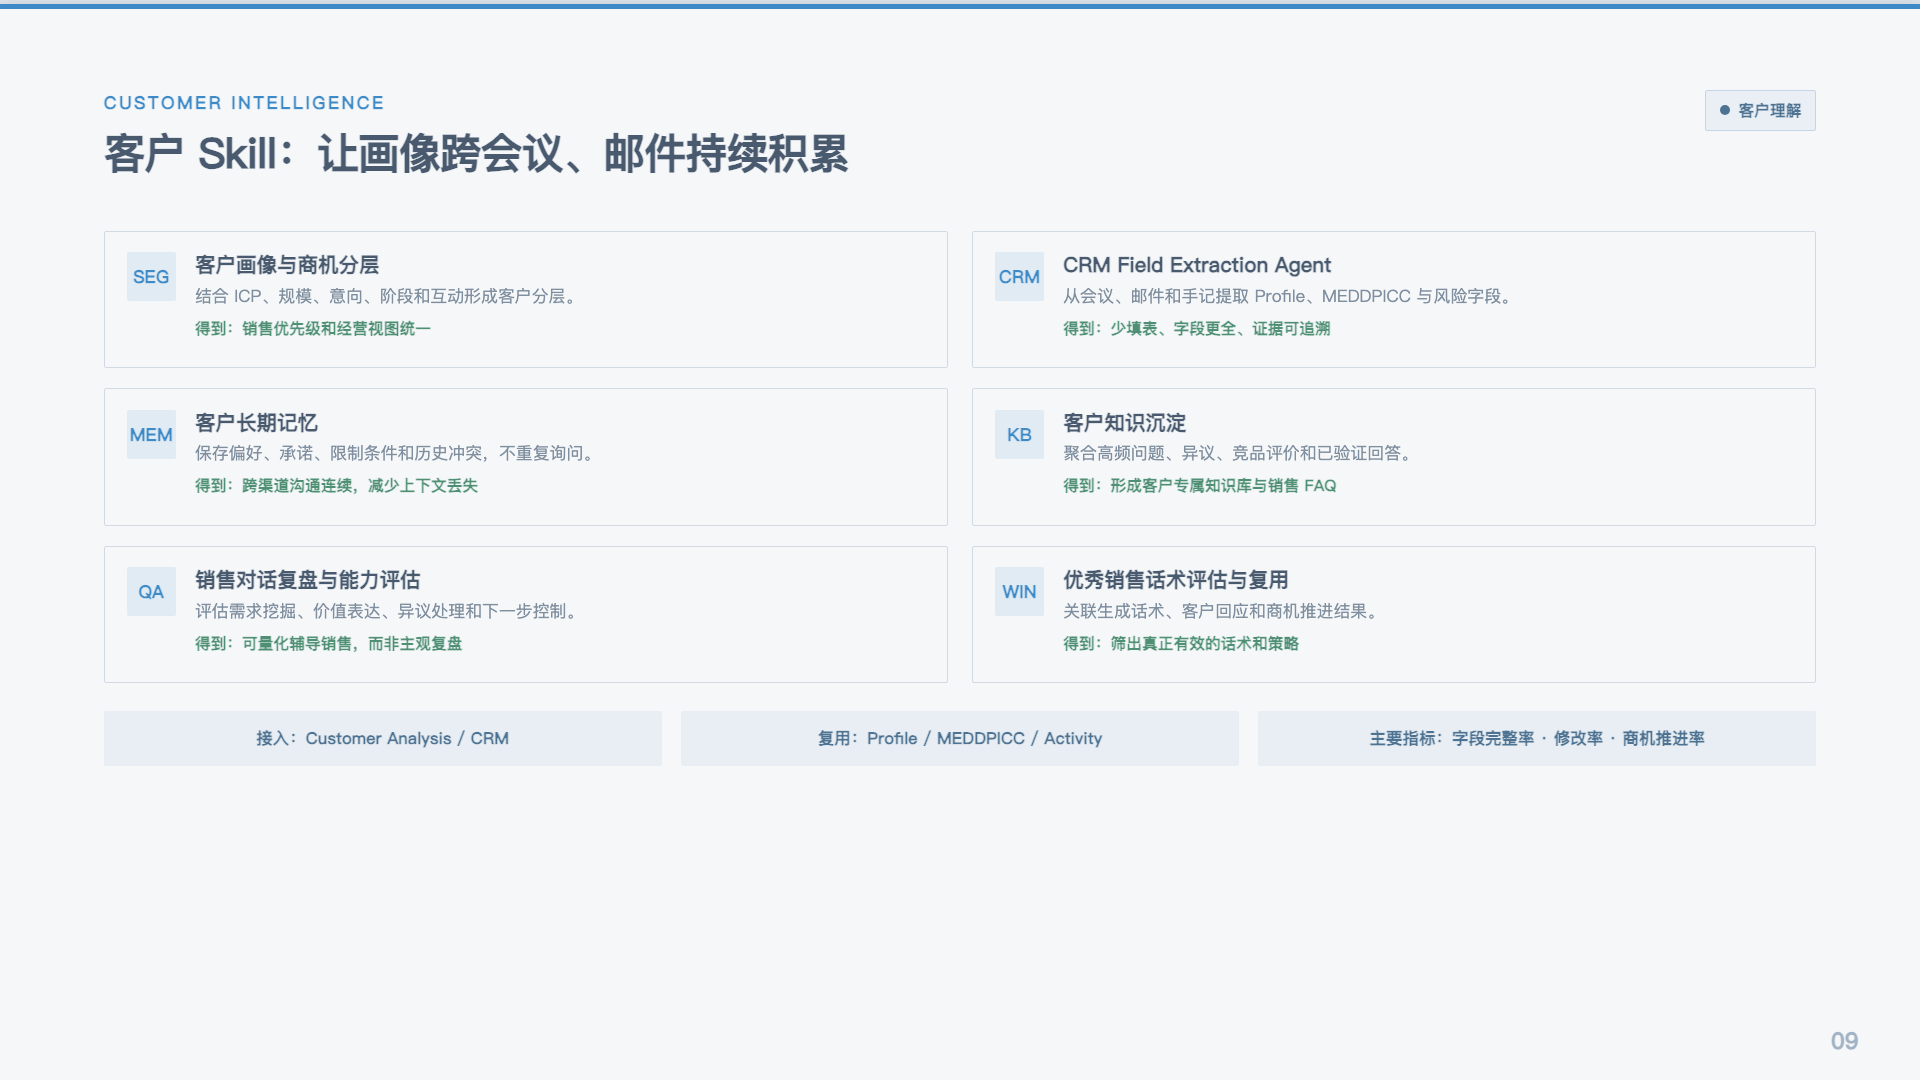 CUSTOMER INTELLIGENCE
客户 Skill：让画像跨会议、邮件持续积累
客户理解
SEG
客户画像与商机分层
结合 ICP、规模、意向、阶段和互动形成客户分层。
得到：销售优先级和经营视图统一
CRM
CRM Field Extraction Agent
从会议、邮件和手记提取 Profile、MEDDPICC 与风险字段。
得到：少填表、字段更全、证据可追溯
MEM
客户长期记忆
保存偏好、承诺、限制条件和历史冲突，不重复询问。
得到：跨渠道沟通连续，减少上下文丢失
KB
客户知识沉淀
聚合高频问题、异议、竞品评价和已验证回答。
得到：形成客户专属知识库与销售 FAQ
QA
销售对话复盘与能力评估
评估需求挖掘、价值表达、异议处理和下一步控制。
得到：可量化辅导销售，而非主观复盘
WIN
优秀销售话术评估与复用
关联生成话术、客户回应和商机推进结果。
得到：筛出真正有效的话术和策略
接入：Customer Analysis / CRM
复用：Profile / MEDDPICC / Activity
主要指标：字段完整率 · 修改率 · 商机推进率
09